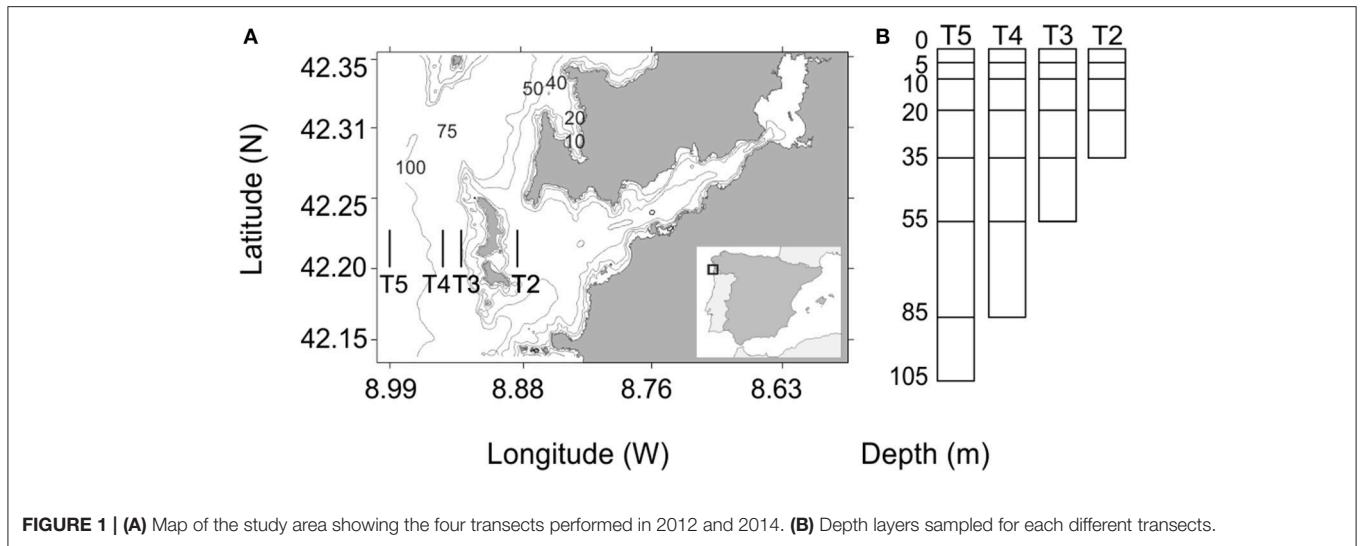 A
B
T5 T4 T3 T2
Latitude (N)
42.35
42.31
42.25
42.20
42.15
50 40
20
10
75
100
T5 T4 T3 T2
8.99 8.88 8.76 8.63
Longitude (W)
0
5
10
20
35
55
85
105
Depth (m)
FIGURE 1 | (A) Map of the study area showing the four transects performed in 2012 and 2014. (B) Depth layers sampled for each different transects.